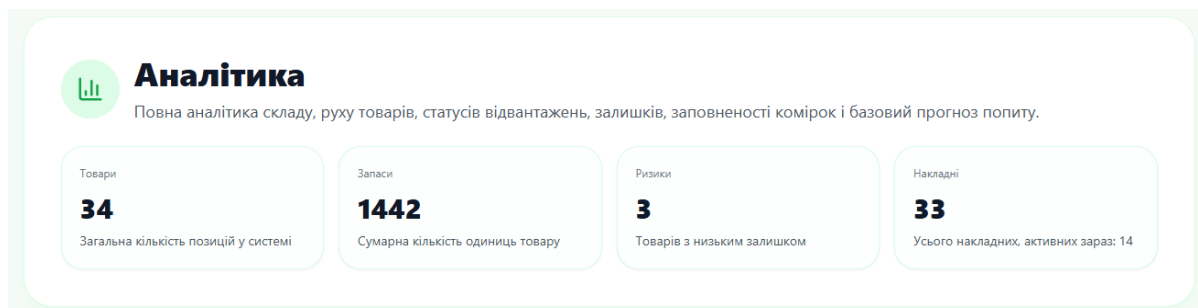 Аналітика
Повна аналітика складу, руху товарів, статусів відвантажень, залишків, заповненості комірок і базовий прогноз попиту.
Товари
34
Загальна кількість позицій у системі
Запаси
1442
Сумарна кількість одиниць товару
Ризики
3
Товарів з низьким залишком
Накладні
33
Усього накладних, активних зараз: 14